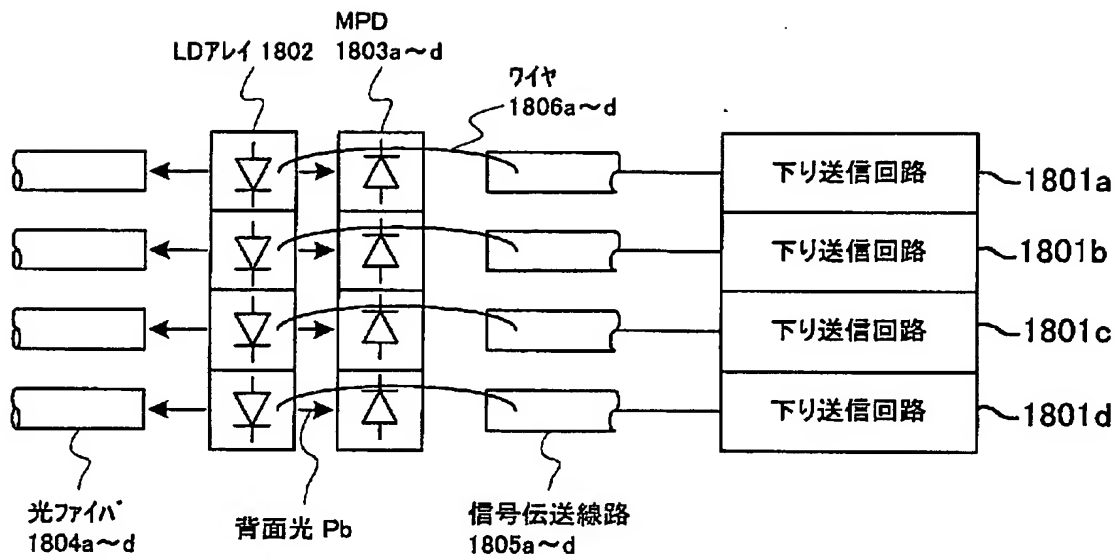 MPD
1803a～d
LDアレイ 1802
ワイヤ
1806a～d
下り送信回路
1801a
下り送信回路
1801b
下り送信回路
1801c
下り送信回路
1801d
光ファイバ
1804a～d
背面光 Pb
信号伝送線路
1805a～d